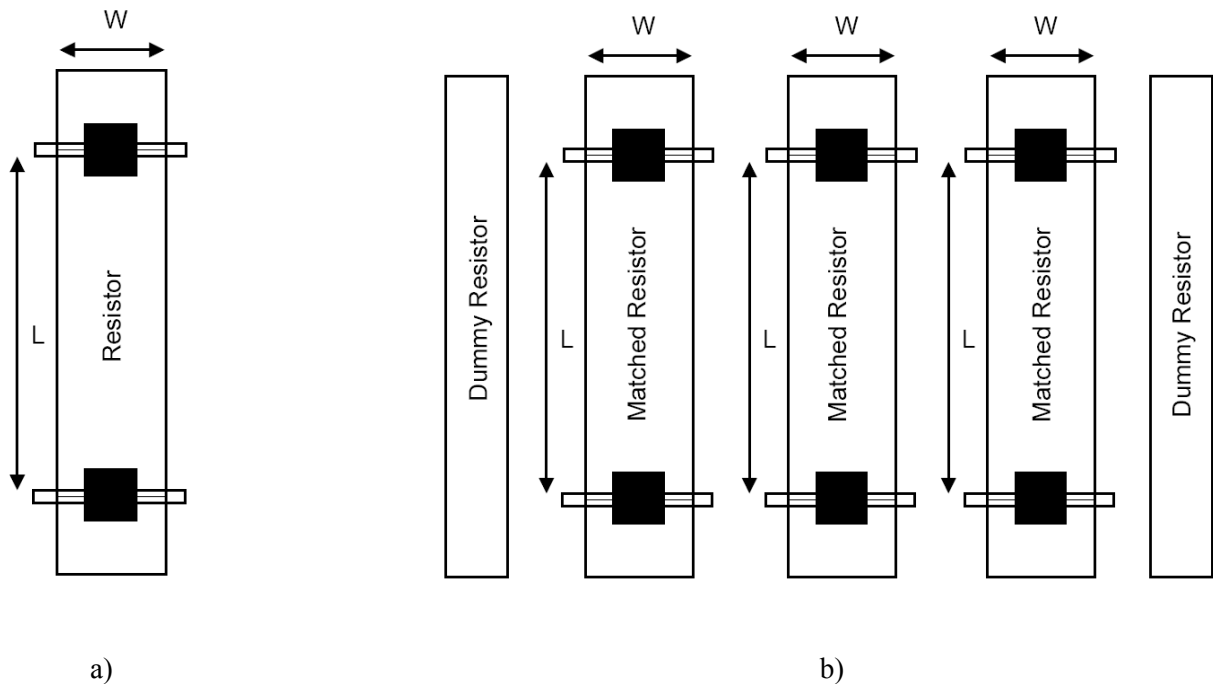 W
L
Resistor
a)
W
W
W
Dummy Resistor
L
Matched Resistor
L
Matched Resistor
L
Matched Resistor
Dummy Resistor
b)